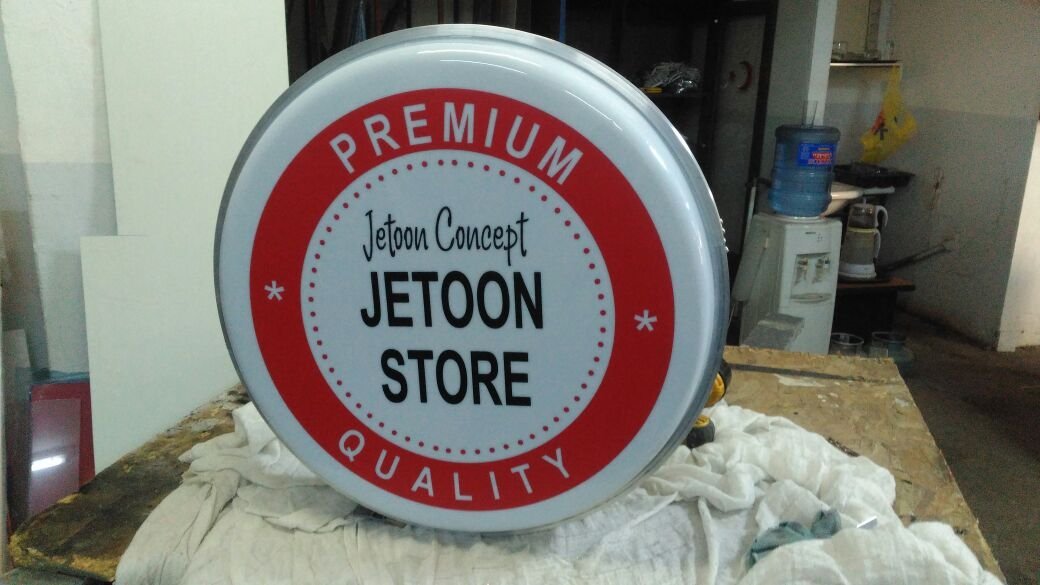 PREMIUM
Jetoon Concept
JETOON
STORE
* *
QUALITY